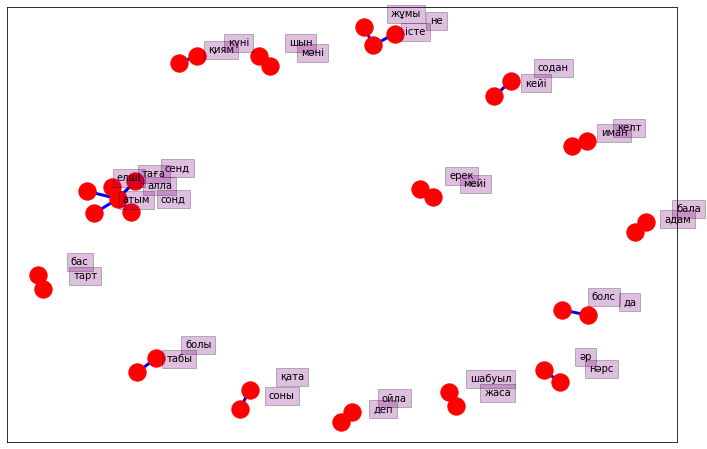 жұмы
не
істе
күні
қиям
шын
мәні
содан
кейі
келт
иман
сенд
таға
елші
алла
атым
сонд
ерек
мейі
бала
адам
бас
тарт
болс
да
болы
табы
әр
нәрс
қата
соны
шабуыл
жаса
ойла
деп